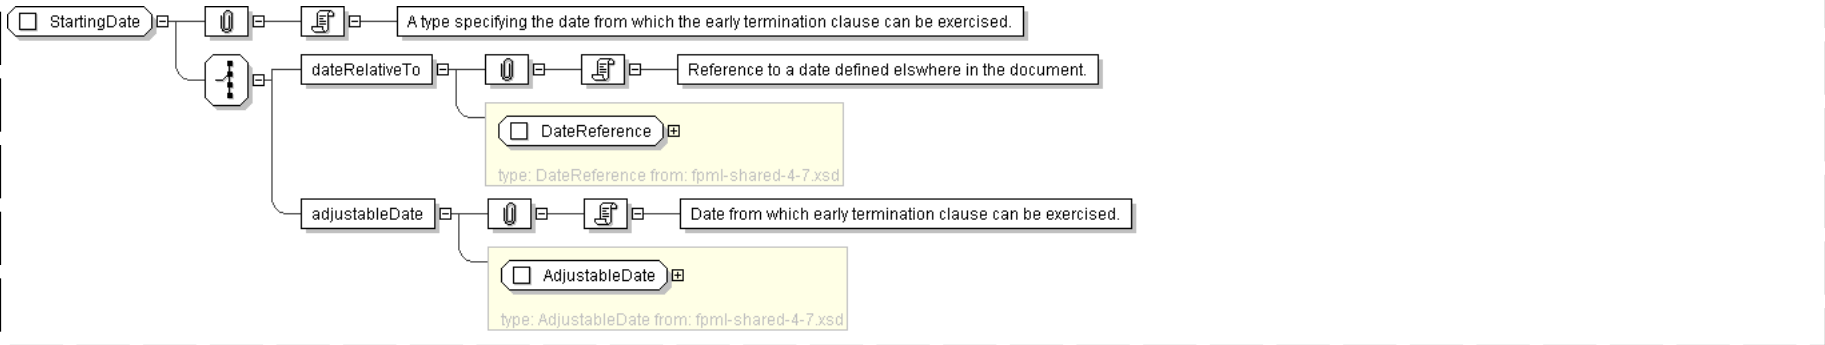 StartingDate
A type specifying the date from which the early termination clause can be exercised.
dateRelativeTo
Reference to a date defined elswhere in the document.
DateReference
type: DateReference from: fpml-shared-4-7.xsd
adjustableDate
Date from which early termination clause can be exercised.
AdjustableDate
type: AdjustableDate from: fpml-shared-4-7.xsd